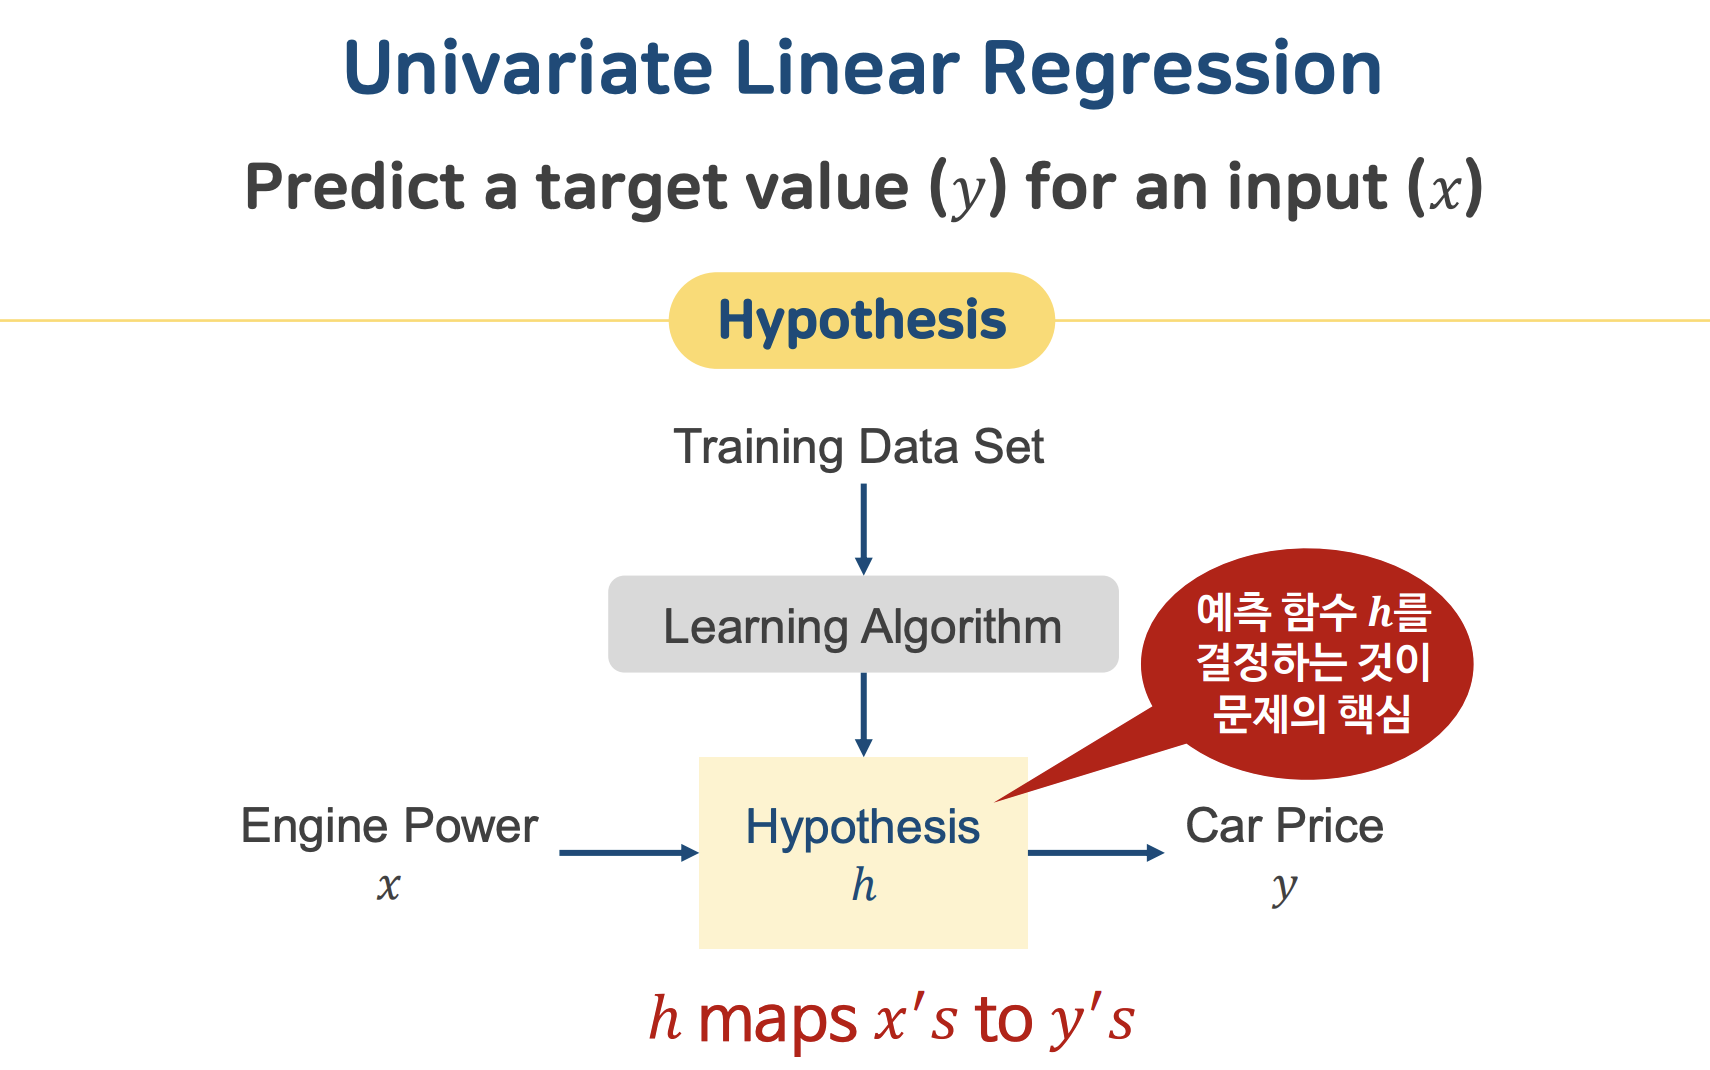 Univariate Linear Regression
Predict a target value (y) for an input (x)
Hypothesis
Training Data Set
Learning Algorithm
예측 함수 h를
결정하는 것이
문제의 핵심
Engine Power
x
Hypothesis
h
Car Price
y
h maps x's to y's